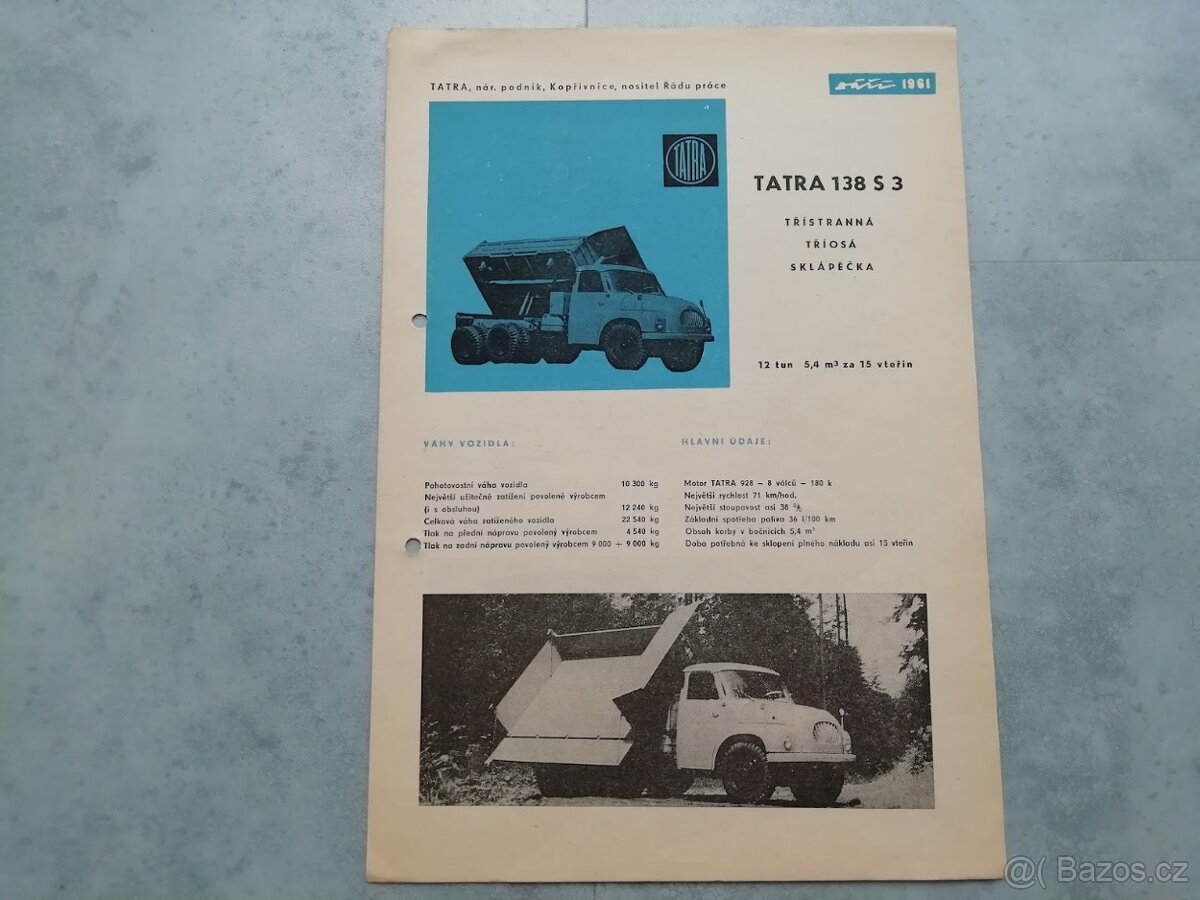 TATRA, nár. podnik, Kopřivnice, nositel Řádu práce
září 1961
TATRA
TATRA 138 S 3
TŘÍSTRANNÁ
TŘÍOSÁ
SKLÁPĚČKA
12 tun 5,4 m³ za 15 vteřin
VÁHY VOZIDLA:
Pohotovostní váha vozidla 10 300 kg
Největší užitečné zatížení povolené výrobcem
(i s obsluhou) 12 240 kg
Celková váha zatíženého vozidla 22 540 kg
Tlak na přední nápravu povolený výrobcem 4 540 kg
Tlak na zadní nápravu povolený výrobcem 9 000 + 9 000 kg
HLAVNÍ ÚDAJE:
Motor TATRA 928 – 8 válců – 180 k
Největší rychlost 71 km/hod.
Největší stoupavost asi 38 %
Základní spotřeba paliva 36 l/100 km
Obsah korby v bočnicích 5,4 m³
Doba potřebná ke sklopení plného nákladu asi 15 vteřin
@( Bazos.cz